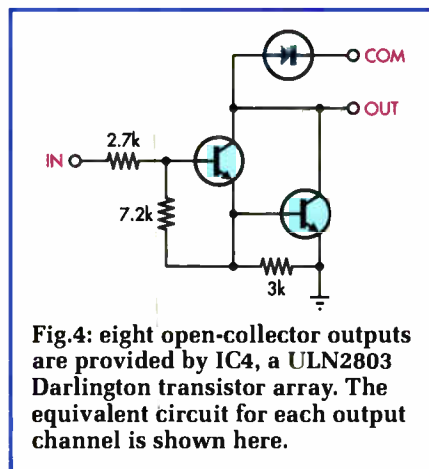 COM
OUT
2.7k
IN
7.2k
3k
Fig.4: eight open-collector outputs
are provided by IC4, a ULN2803
Darlington transistor array. The
equivalent circuit for each output
channel is shown here.